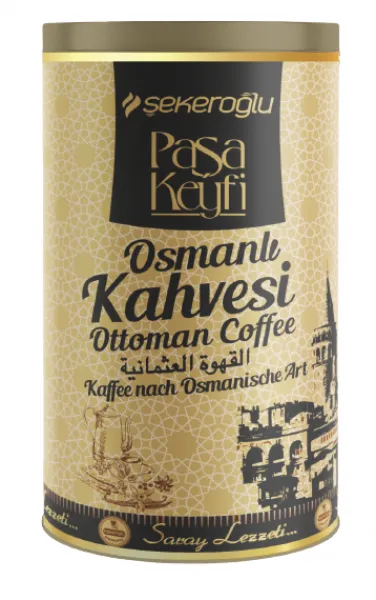 şekeroğlu
Paşa
Keyfi
Osmanlı
Kahvesi
Ottoman Coffee
القهوة العثمانية
Kaffee nach Osmanische Art
Saray Lezzeti...